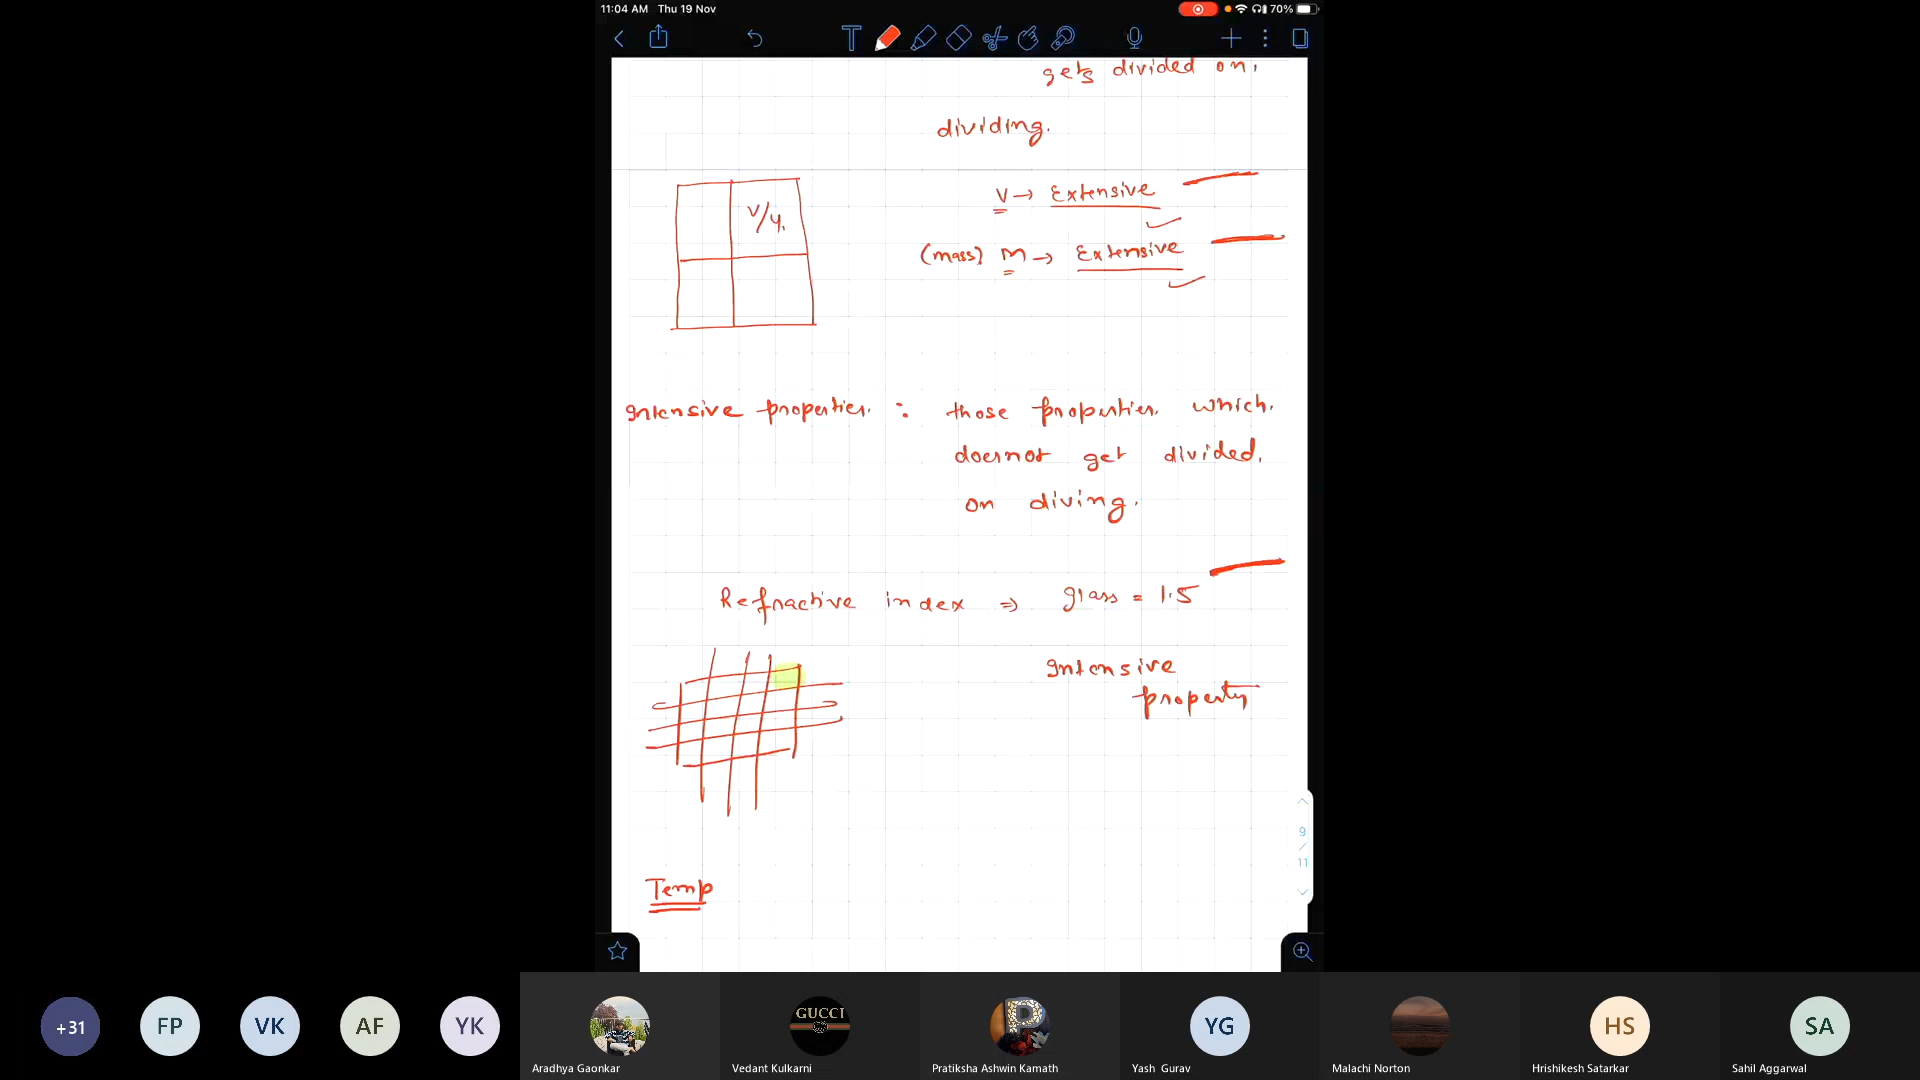 11:04 AM Thu 19 Nov
70%
gets divided on.
dividing.
V/4.
V → Extensive
(mass) M → Extensive
Intensive properties. : those properties. which.
doesnot get divided.
on diving.
Refractive index ⇒ glass = 1.5
Intensive
property
Temp
9
/
11
+31
FP
VK
AF
YK
GUCCI
P
YG
HS
SA
Aradhya Gaonkar
Vedant Kulkarni
Pratiksha Ashwin Kamath
Yash Gurav
Malachi Norton
Hrishikesh Satarkar
Sahil Aggarwal